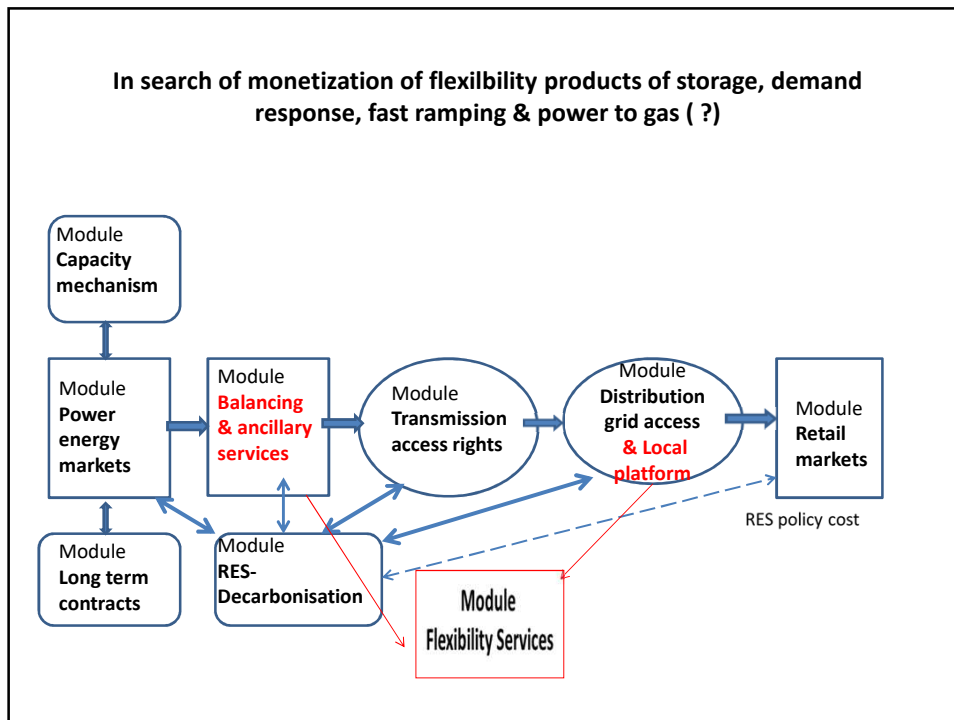 In search of monetization of flexilbility products of storage, demand
response, fast ramping & power to gas ( ?)
Module
Capacity
mechanism
Module
Power
energy
markets
Module
Balancing
& ancillary
services
Module
Transmission
access rights
Module
Distribution
grid access
& Local
platform
Module
Retail
markets
RES policy cost
Module
Long term
contracts
Module
RES-
Decarbonisation
Module
Flexibility Services